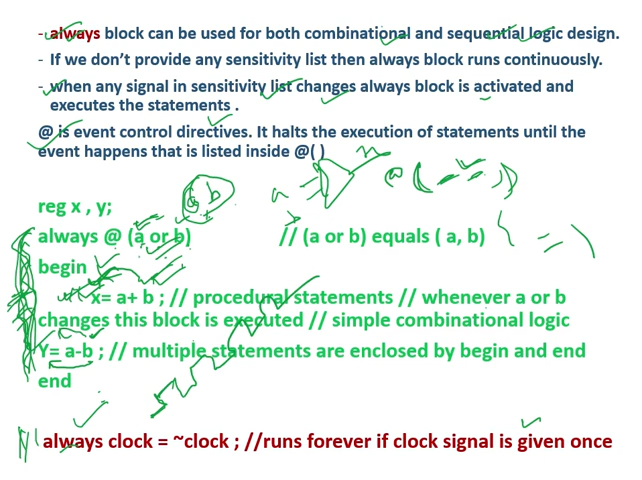 - always block can be used for both combinational and sequential logic design.
- If we don't provide any sensitivity list then always block runs continuously.
- when any signal in sensitivity list changes always block is activated and
executes the statements .
@ is event control directives. It halts the execution of statements until the
event happens that is listed inside @( )
a b
a
b
x
@ (
)
reg x , y;
always @ (a or b) // (a or b) equals ( a, b)
begin
x= a+ b ; // procedural statements // whenever a or b
changes this block is executed // simple combinational logic
Y= a-b ; // multiple statements are enclosed by begin and end
end
always clock = ~clock ; //runs forever if clock signal is given once